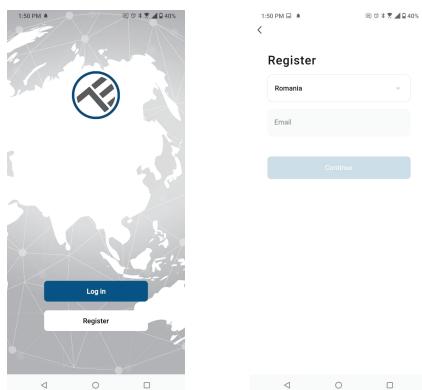 1:50 PM
40%
Log in
Register
1:50 PM
40%
Register
Romania
Email
Continue